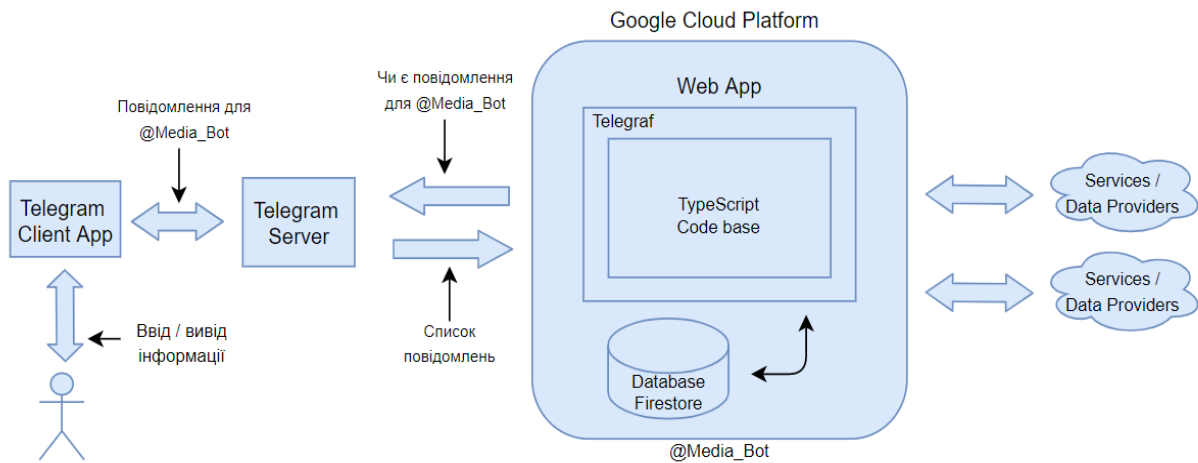 Google Cloud Platform
Чи є повідомлення
для @Media_Bot
Повідомлення для
@Media_Bot
Web App
Telegraf
TypeScript
Code base
Telegram
Client App
Telegram
Server
Services /
Data Providers
Services /
Data Providers
Ввід / вивід
інформації
Список
повідомлень
Database
Firestore
@Media_Bot